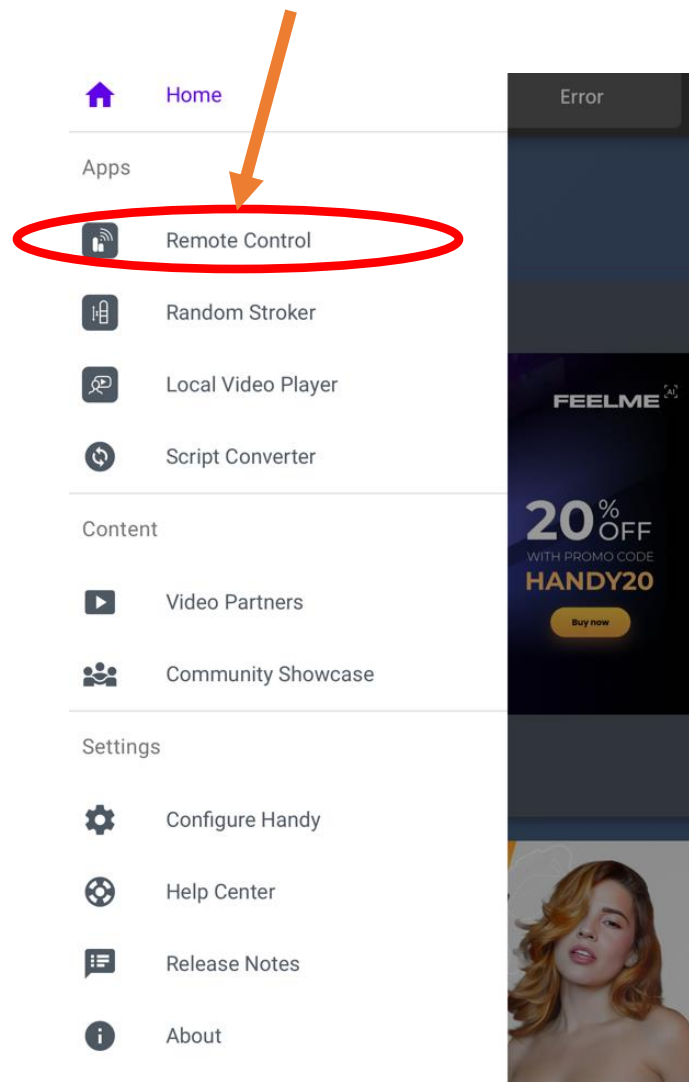 Home
Error
Apps
Remote Control
Random Stroker
Local Video Player
Script Converter
Content
Video Partners
Community Showcase
Settings
Configure Handy
Help Center
Release Notes
About
FEELME [AI]
20% OFF
WITH PROMO CODE
HANDY20
Buy now